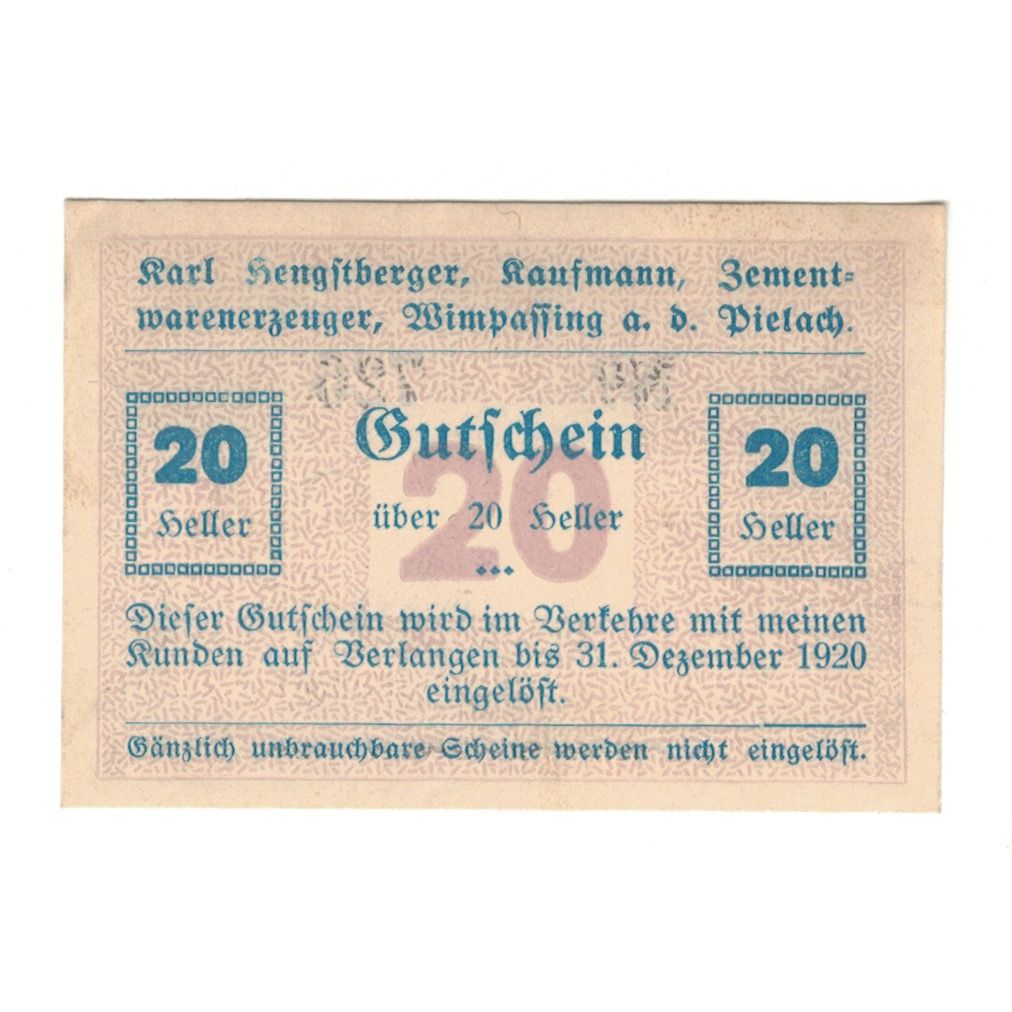 Karl Hengstberger, Kaufmann, Zement-
warenerzeuger, Wimpassing a. d. Pielach.
20
Heller
Gutschein
20
über 20 Heller
20
Heller
Dieser Gutschein wird im Verkehre mit meinen
Kunden auf Verlangen bis 31. Dezember 1920
eingelöst.
Gänzlich unbrauchbare Scheine werden nicht eingelöst.